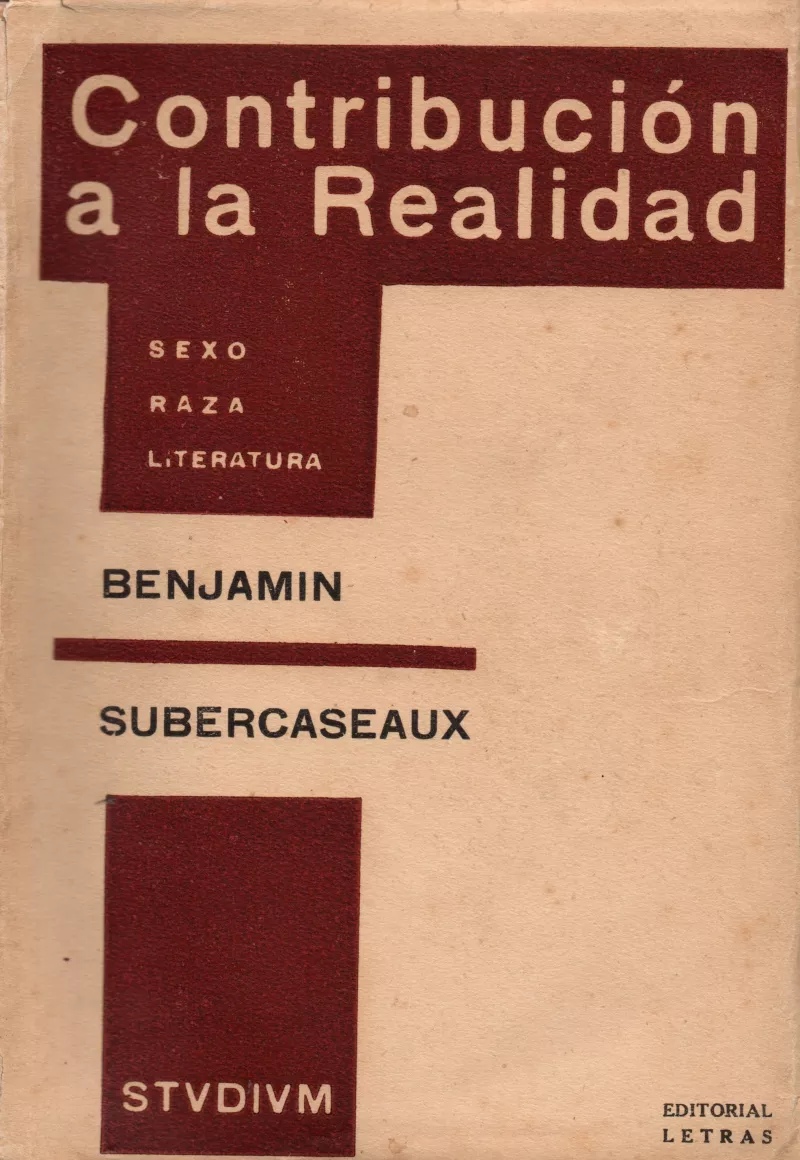 Contribución
a la Realidad
SEXO
RAZA
LITERATURA
BENJAMIN
SUBERCASEAUX
STVDIVM
EDITORIAL
LETRAS